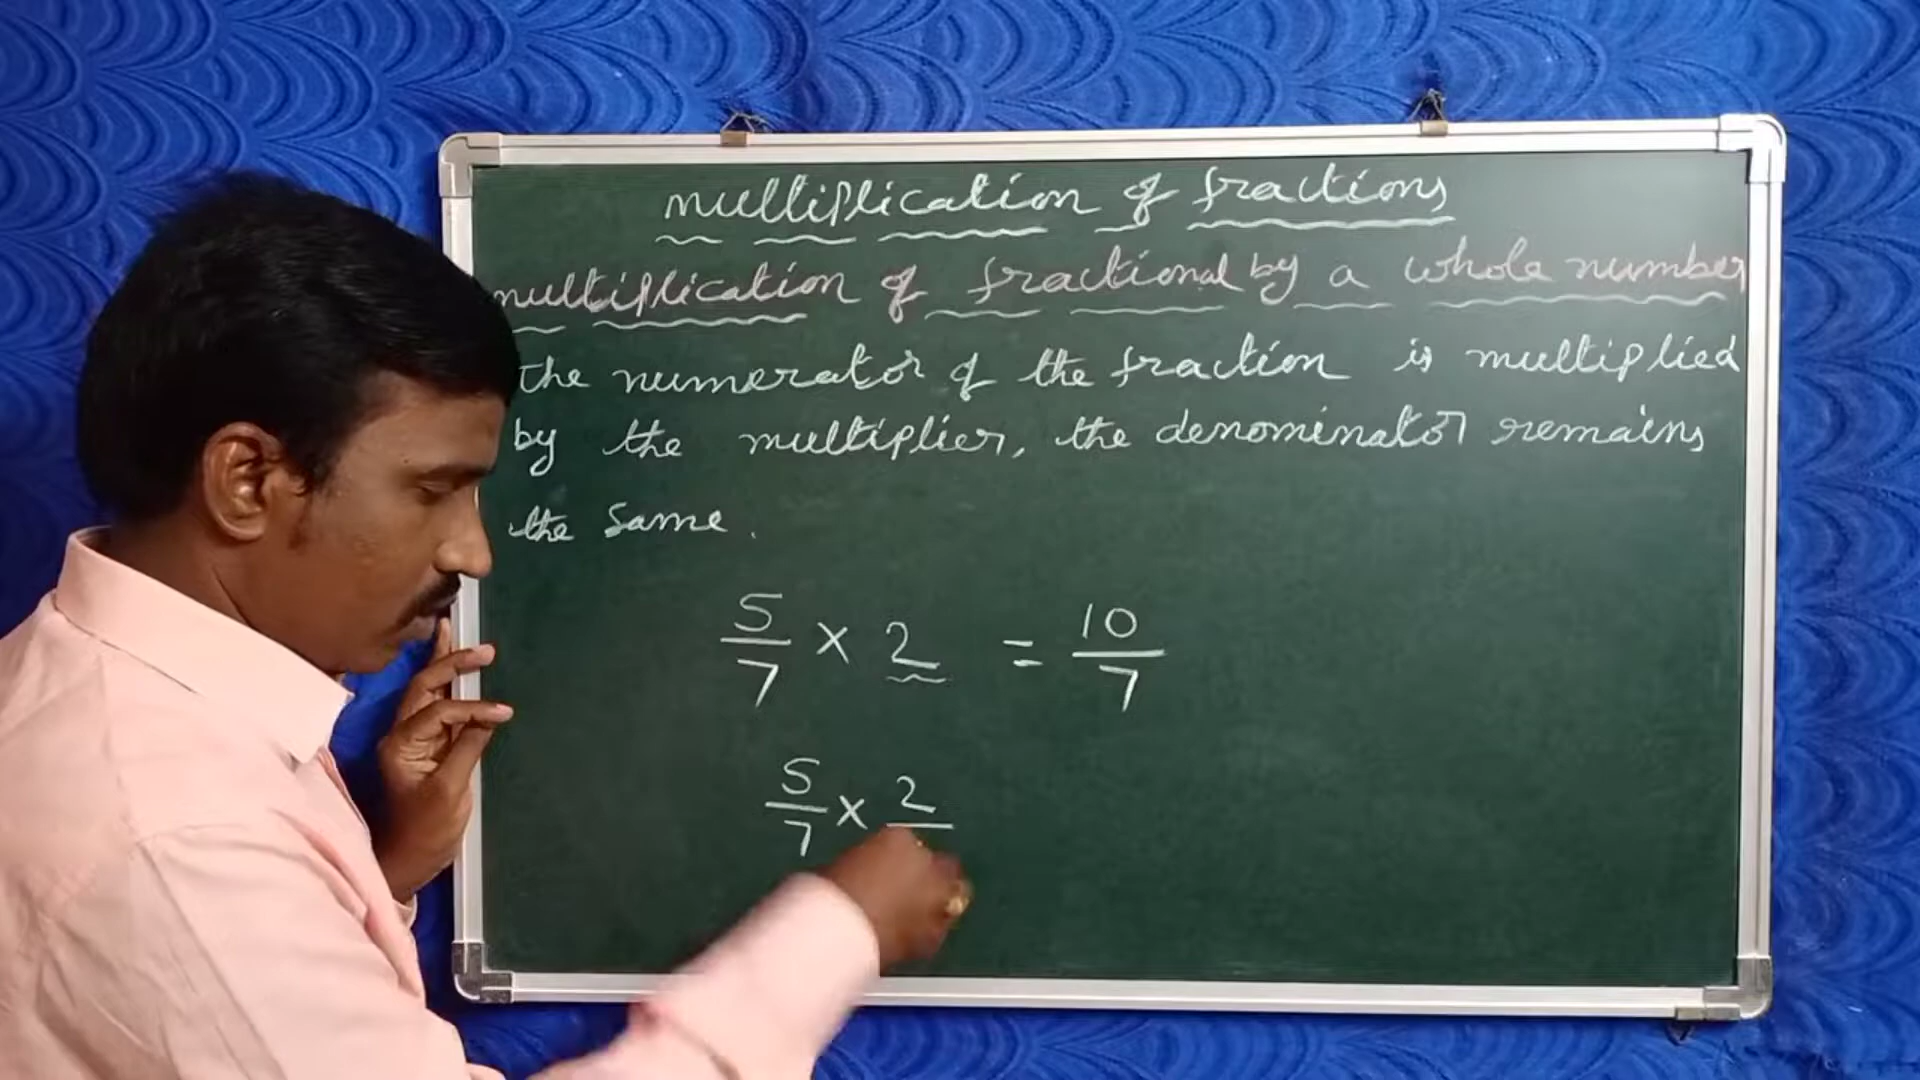 multiplication of fractions
multiplication of fractional by a whole number
The numerator of the fraction is multiplied
by the multiplier, the denominator remains
the same.
5/7 × 2 = 10/7
5/7 × 2